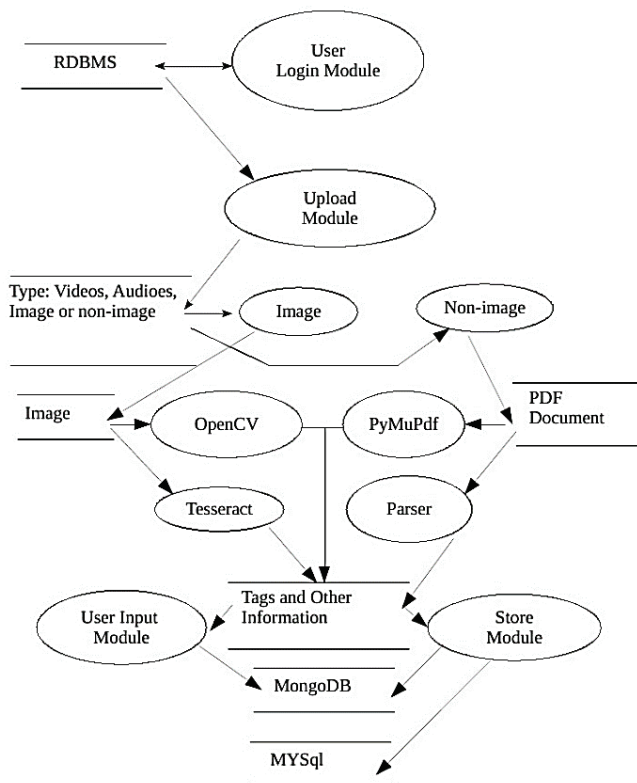 User
Login Module
RDBMS
Upload
Module
Type: Videos, Audioes,
Image or non-image
Image
Non-image
Image
OpenCV
PyMuPdf
PDF
Document
Tesseract
Parser
Tags and Other
Information
User Input
Module
Store
Module
MongoDB
MYSql